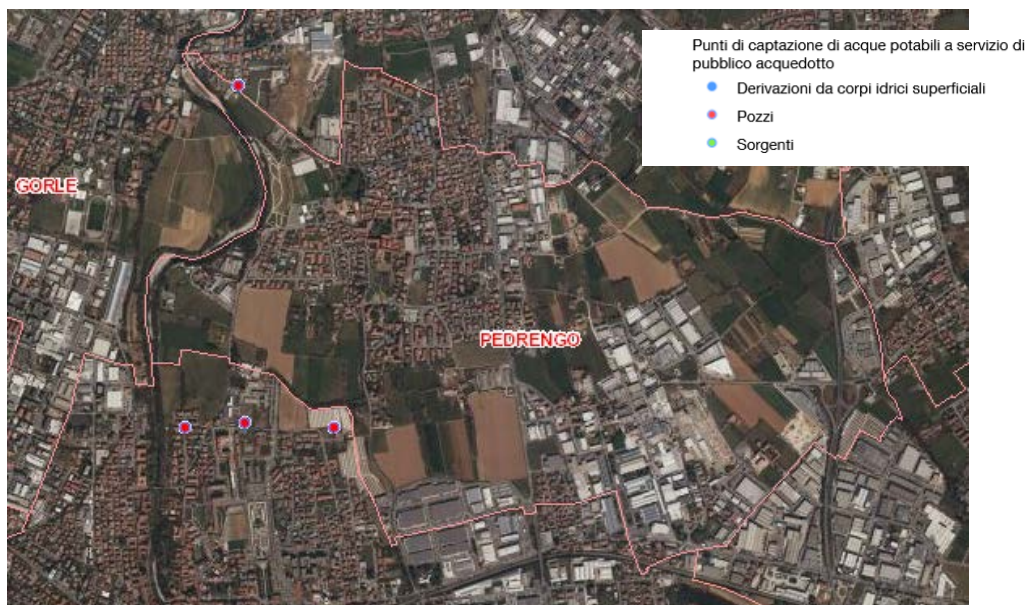 Punti di captazione di acque potabili a servizio di
pubblico acquedotto
Derivazioni da corpi idrici superficiali
Pozzi
Sorgenti
GORLE
PEDRENGO